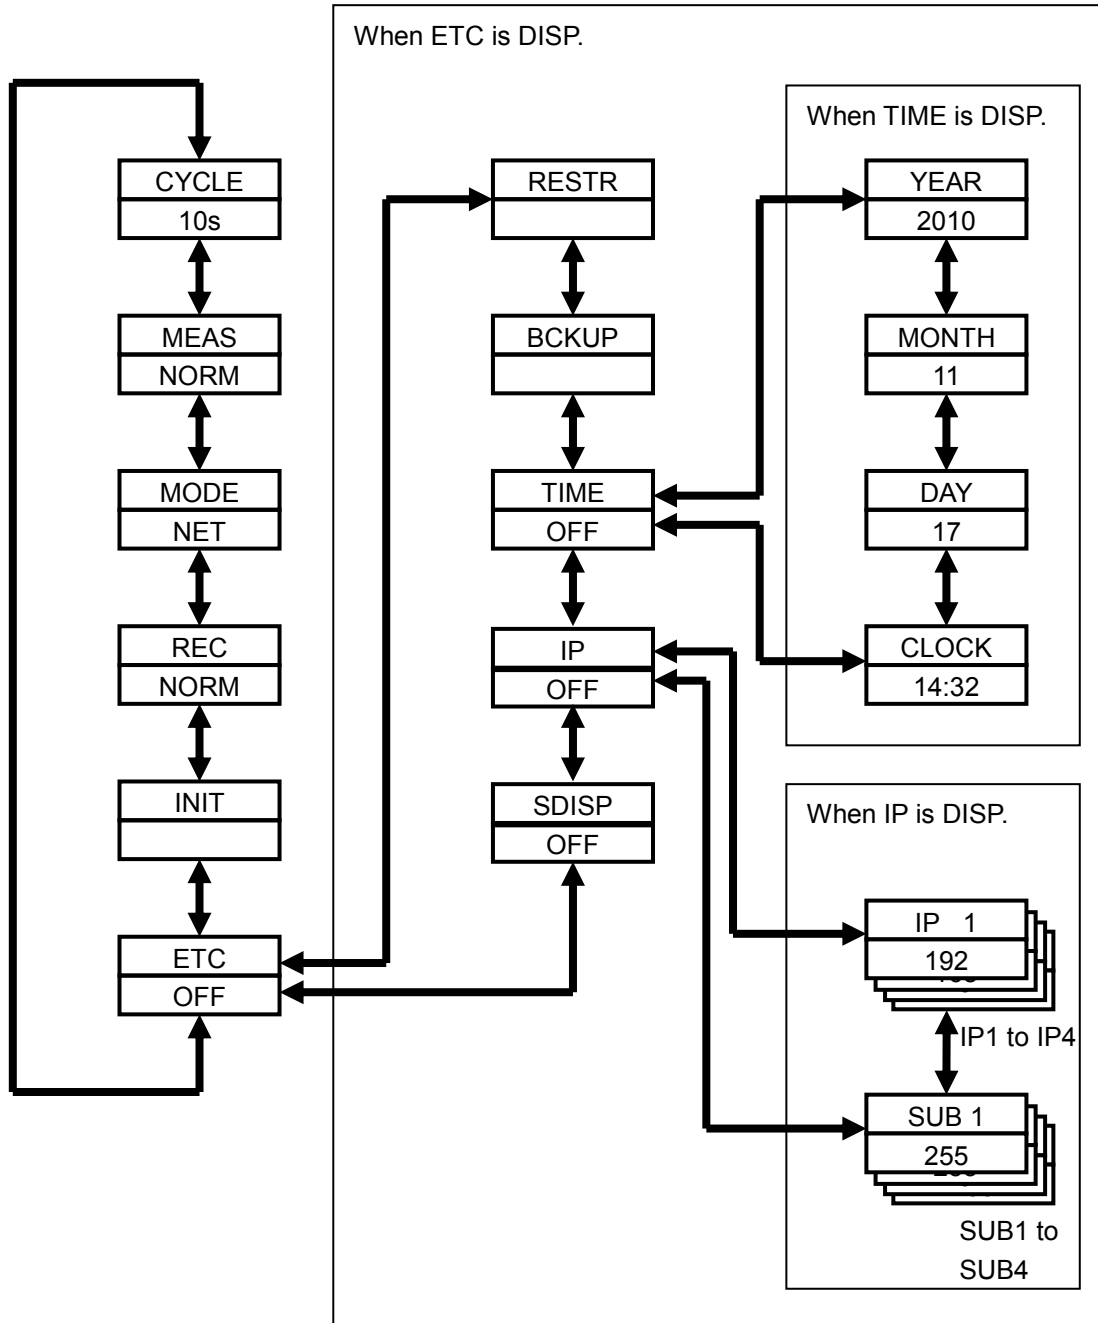 When ETC is DISP.
CYCLE
10s
MEAS
NORM
MODE
NET
REC
NORM
INIT
ETC
OFF
RESTR
BCKUP
TIME
OFF
IP
OFF
SDISP
OFF
When TIME is DISP.
YEAR
2010
MONTH
11
DAY
17
CLOCK
14:32
When IP is DISP.
IP 1
192
IP1 to IP4
SUB 1
255
SUB1 to
SUB4